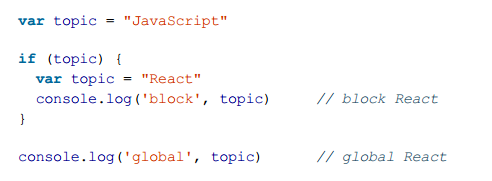 var topic = "JavaScript"

if (topic) {
  var topic = "React"
  console.log('block', topic)     // block React
}

console.log('global', topic)      // global React